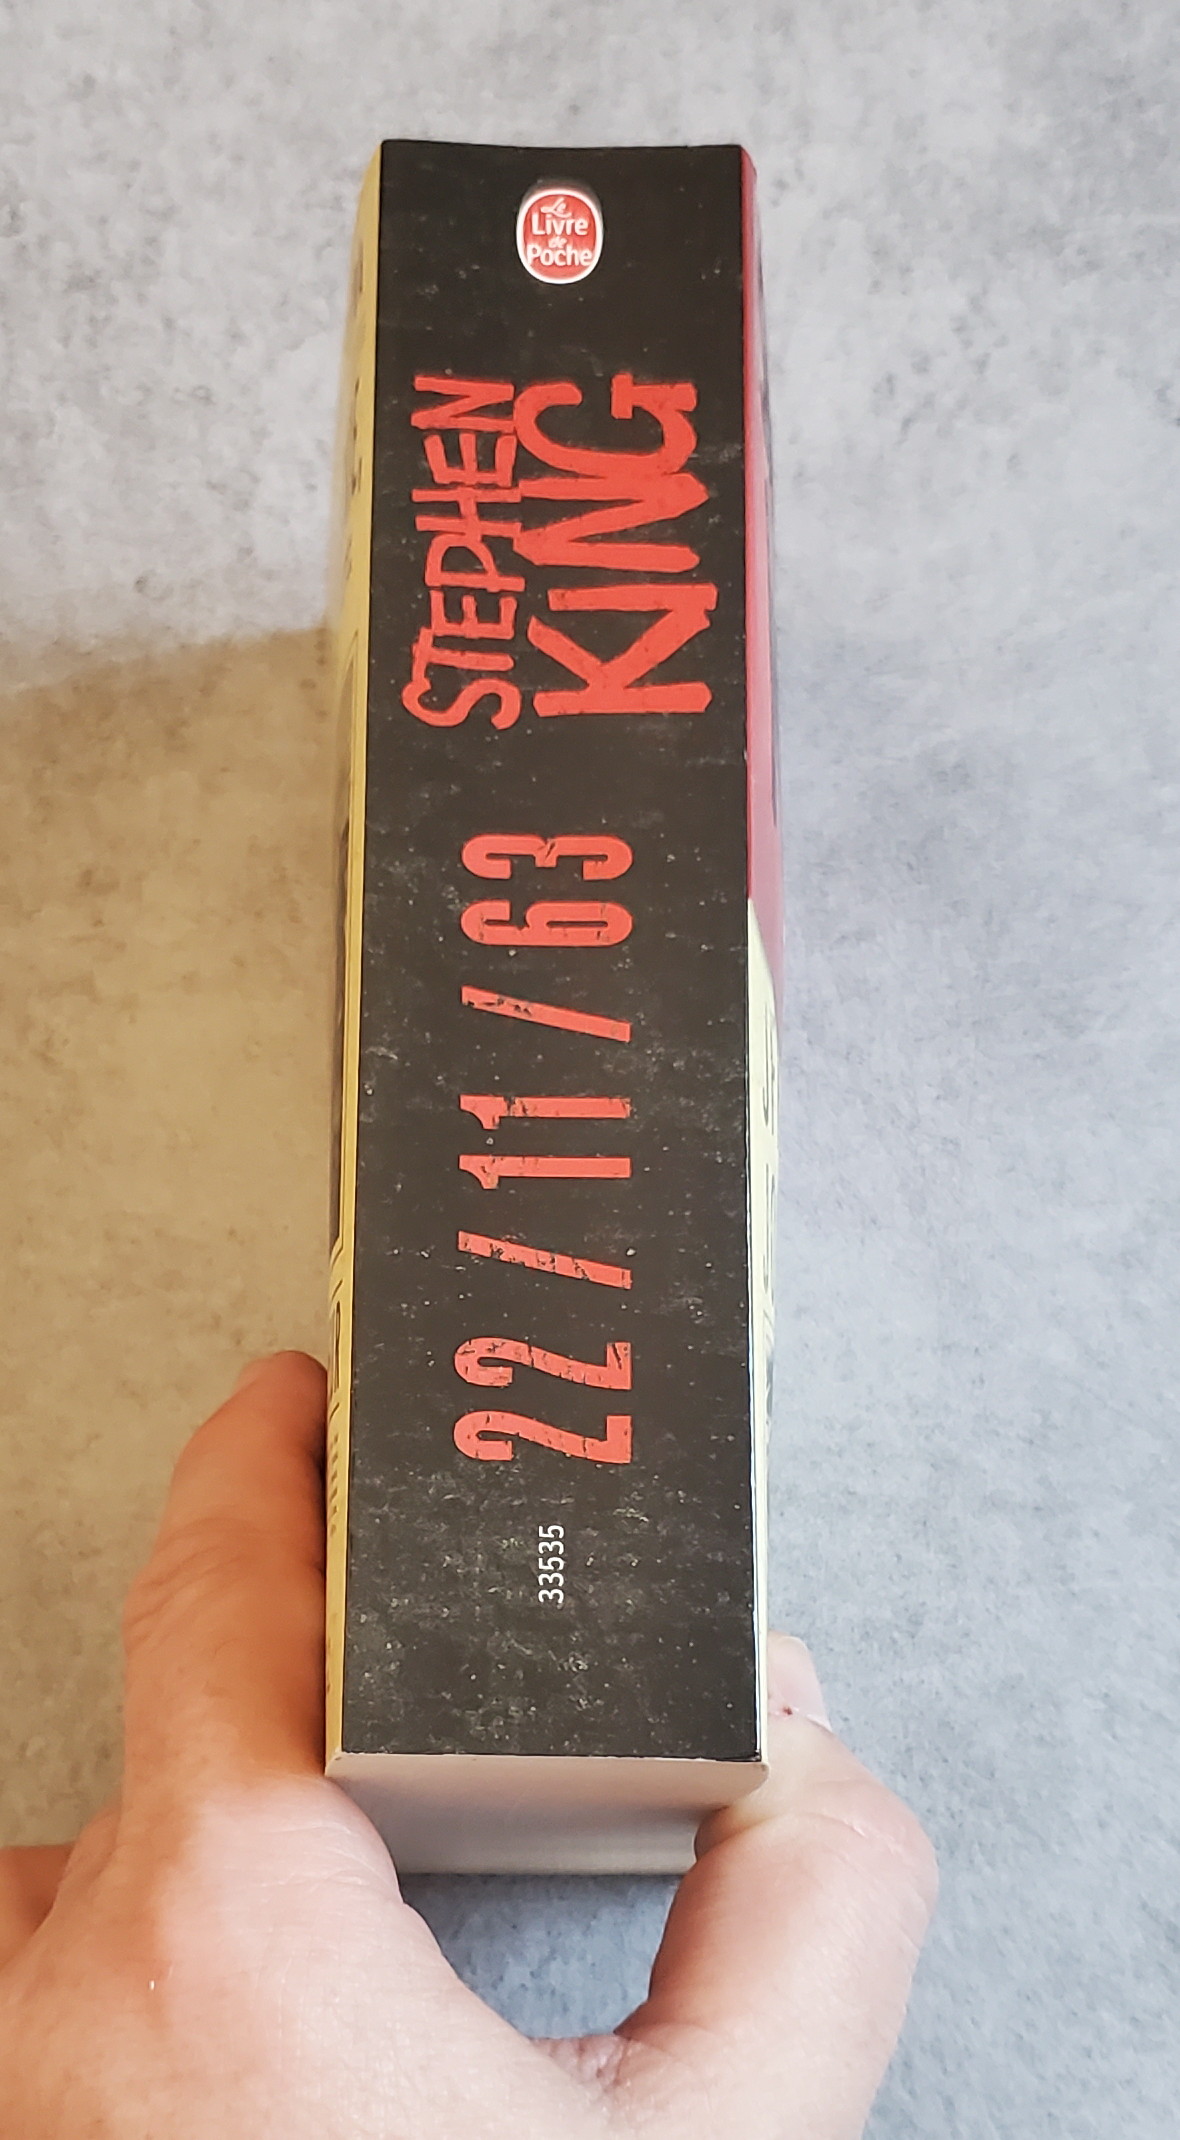 Le
Livre
de
Poche
STEPHEN
KING
22/11/63
33535